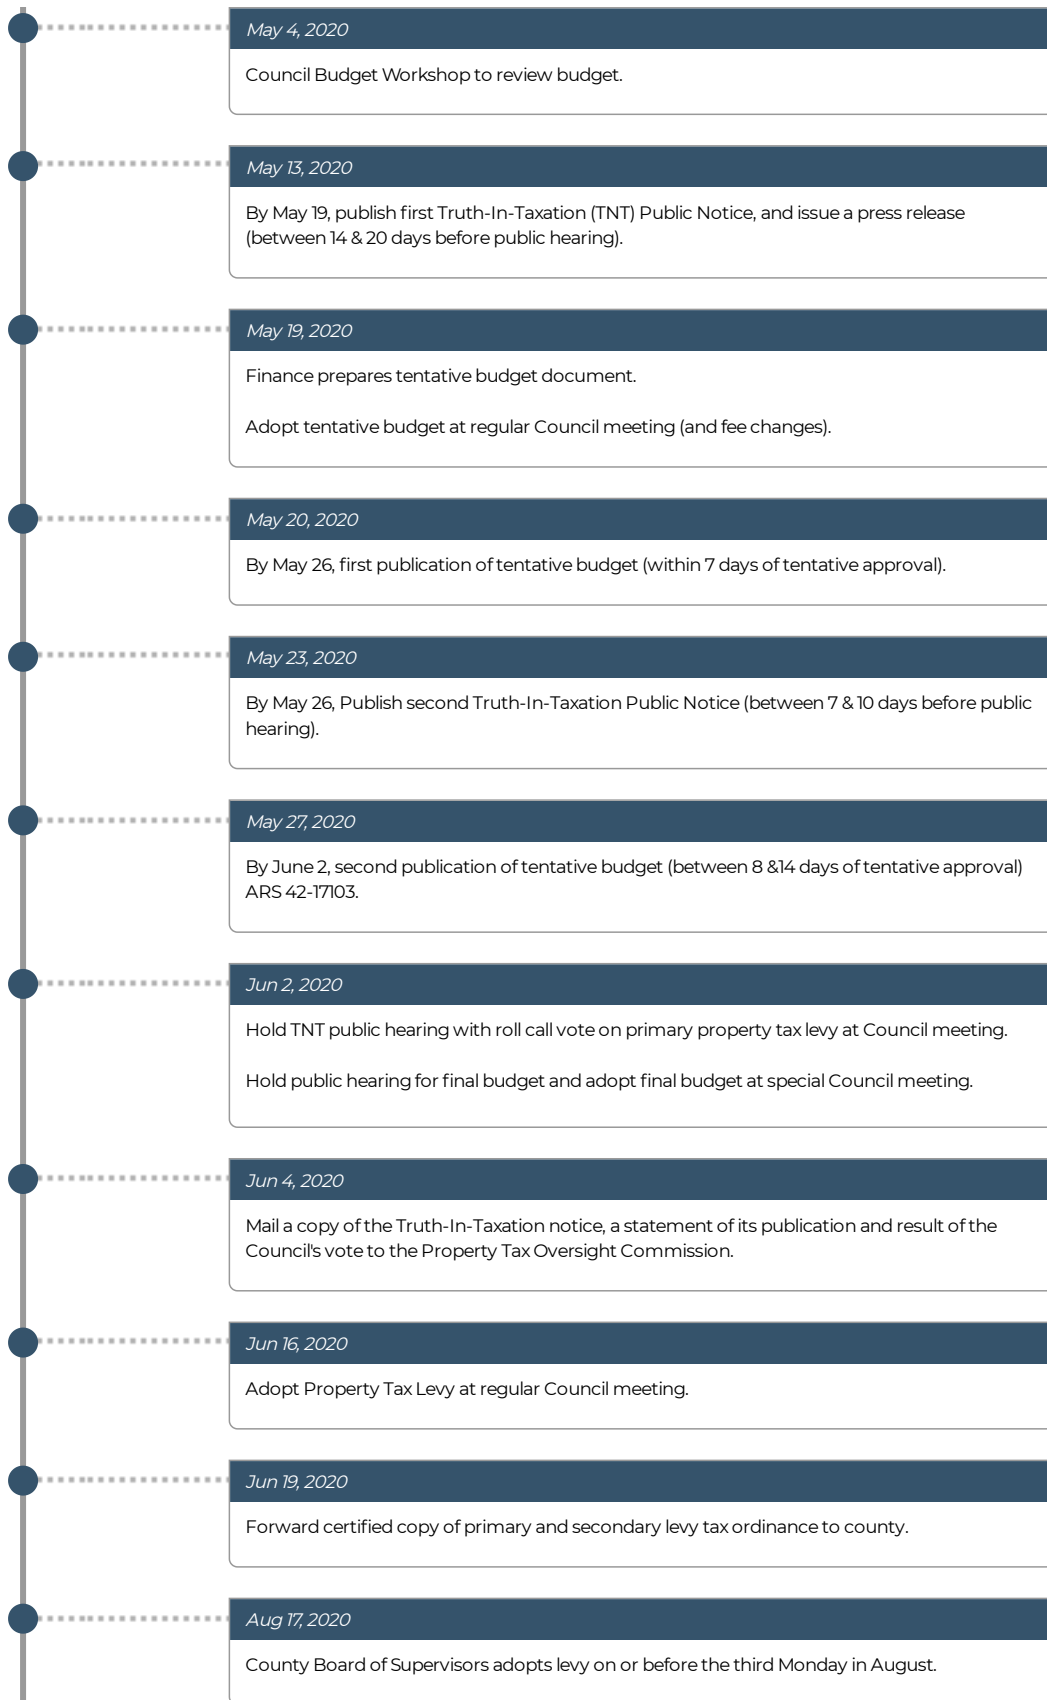 May 4, 2020
Council Budget Workshop to review budget.
May 13, 2020
By May 19, publish first Truth-In-Taxation (TNT) Public Notice, and issue a press release
(between 14 & 20 days before public hearing).
May 19, 2020
Finance prepares tentative budget document.
Adopt tentative budget at regular Council meeting (and fee changes).
May 20, 2020
By May 26, first publication of tentative budget (within 7 days of tentative approval).
May 23, 2020
By May 26, Publish second Truth-In-Taxation Public Notice (between 7 & 10 days before public
hearing).
May 27, 2020
By June 2, second publication of tentative budget (between 8 &14 days of tentative approval)
ARS 42-17103.
Jun 2, 2020
Hold TNT public hearing with roll call vote on primary property tax levy at Council meeting.
Hold public hearing for final budget and adopt final budget at special Council meeting.
Jun 4, 2020
Mail a copy of the Truth-In-Taxation notice, a statement of its publication and result of the
Council's vote to the Property Tax Oversight Commission.
Jun 16, 2020
Adopt Property Tax Levy at regular Council meeting.
Jun 19, 2020
Forward certified copy of primary and secondary levy tax ordinance to county.
Aug 17, 2020
County Board of Supervisors adopts levy on or before the third Monday in August.